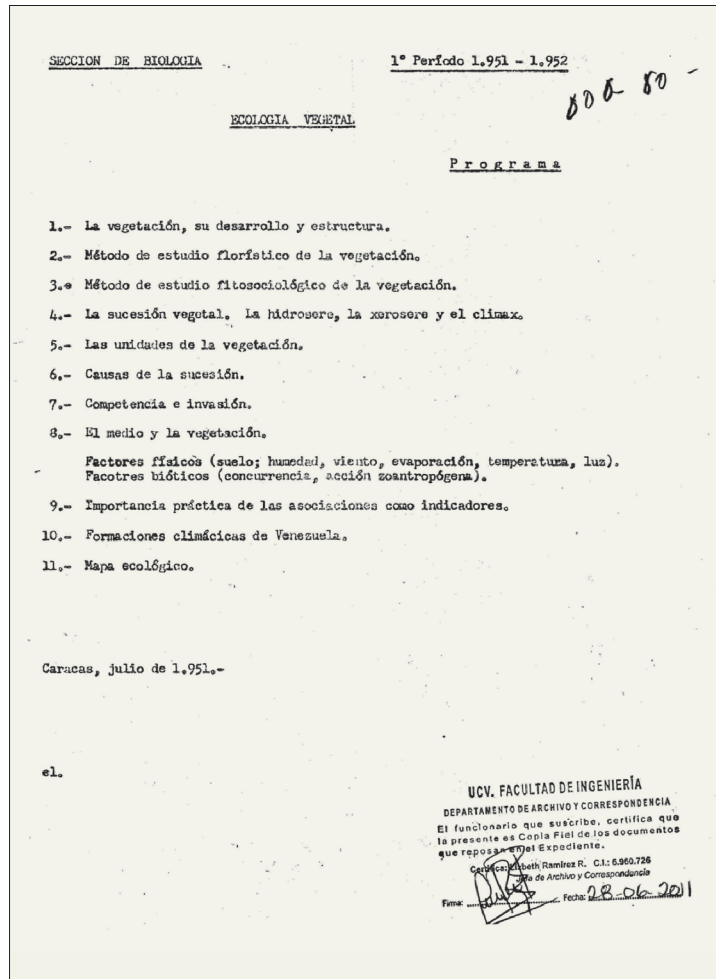 SECCION DE BIOLOGIA
1º Período 1.951 - 1.952
ECOLOGIA VEGETAL
Programa
1.- La vegetación, su desarrollo y estructura.
2.- Método de estudio florístico de la vegetación.
3.- Método de estudio fitosociológico de la vegetación.
4.- La sucesión vegetal. La hidrosere, la xerosere y el climax.
5.- Las unidades de la vegetación.
6.- Causas de la sucesión.
7.- Competencia e invasión.
8.- El medio y la vegetación.
Factores físicos (suelo; humedad, viento, evaporación, temperatura, luz).
Facotres bióticos (concurrencia, acción zoantropógena).
9.- Importancia práctica de las asociaciones como indicadores.
10.- Formaciones climácicas de Venezuela.
11.- Mapa ecológico.
Caracas, julio de 1.951.-
el.
UCV. FACULTAD DE INGENIERÍA
DEPARTAMENTO DE ARCHIVO Y CORRESPONDENCIA
El funcionario que suscribe, certifica que
la presente es Copia Fiel de los documentos
que reposan en el Expediente.
Ramírez R. C.I.: 6.960.726
Jefa de Archivo y Correspondencia
Firma: Fecha: 28-06-2011